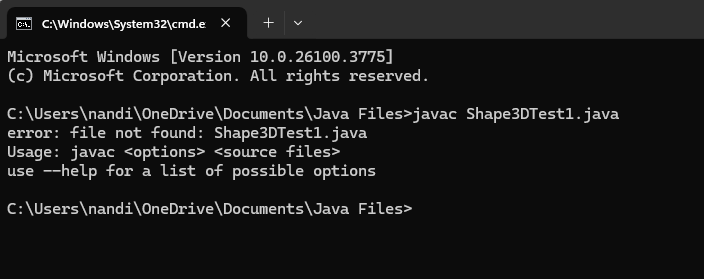 C:\Windows\System32\cmd.e
Microsoft Windows [Version 10.0.26100.3775]
(c) Microsoft Corporation. All rights reserved.
C:\Users\nandi\OneDrive\Documents\Java Files>javac Shape3DTest1.java
error: file not found: Shape3DTest1.java
Usage: javac <options> <source files>
use --help for a list of possible options
C:\Users\nandi\OneDrive\Documents\Java Files>